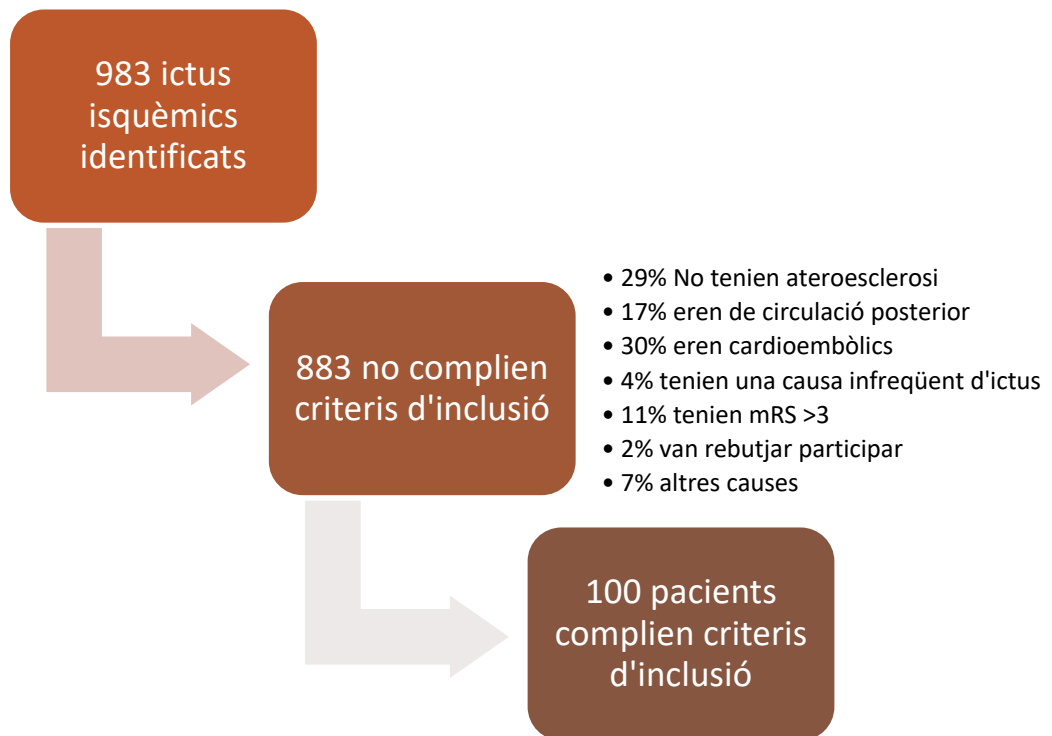 983 ictus
isquèmics
identificats
883 no complien
criteris d'inclusió
• 29% No tenien ateroesclerosi
• 17% eren de circulació posterior
• 30% eren cardioembòlics
• 4% tenien una causa infreqüent d'ictus
• 11% tenien mRS >3
• 2% van rebutjar participar
• 7% altres causes
100 pacients
complien criteris
d'inclusió